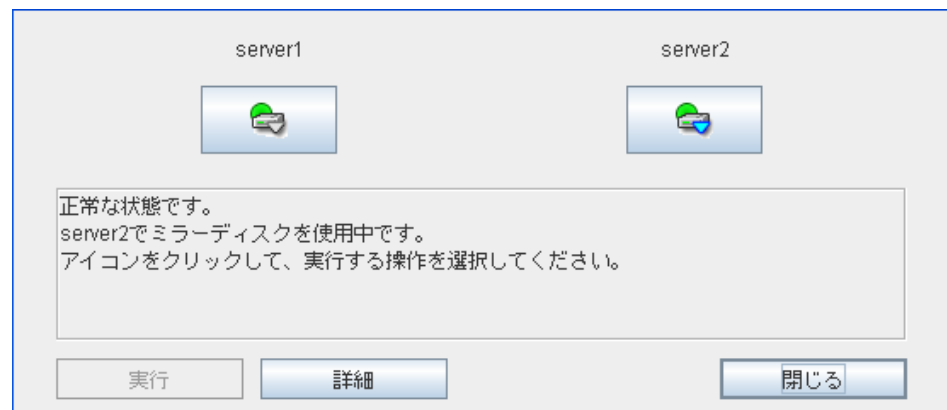 server1 server2
正常な状態です。
server2でミラーディスクを使用中です。
アイコンをクリックして、実行する操作を選択してください。
実行 詳細 閉じる